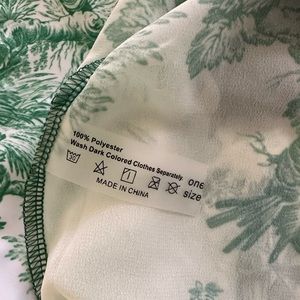 100% Polyester
Wash Dark Colored Clothes Separately
one
size
MADE IN CHINA